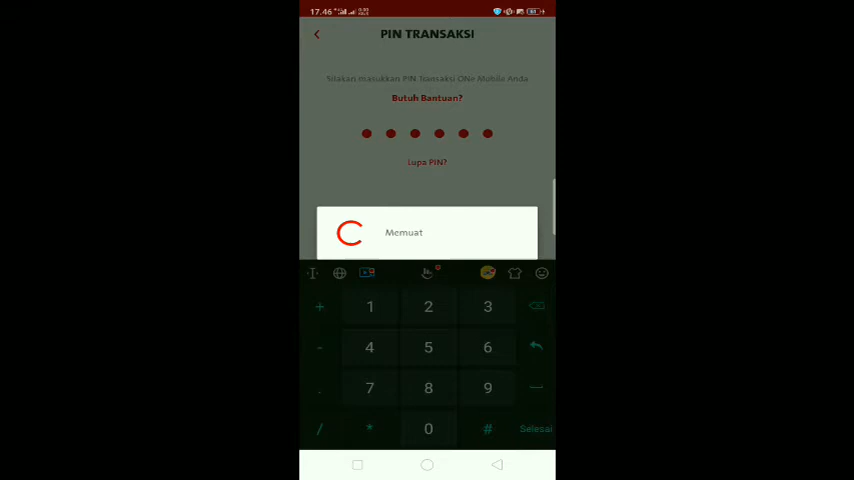 17.46
PIN TRANSAKSI
Silakan masukkan PIN Transaksi ONe Mobile Anda
Butuh Bantuan?
Lupa PIN?
Memuat
+ 1 2 3
- 4 5 6
. 7 8 9
/ * 0 # Selesai